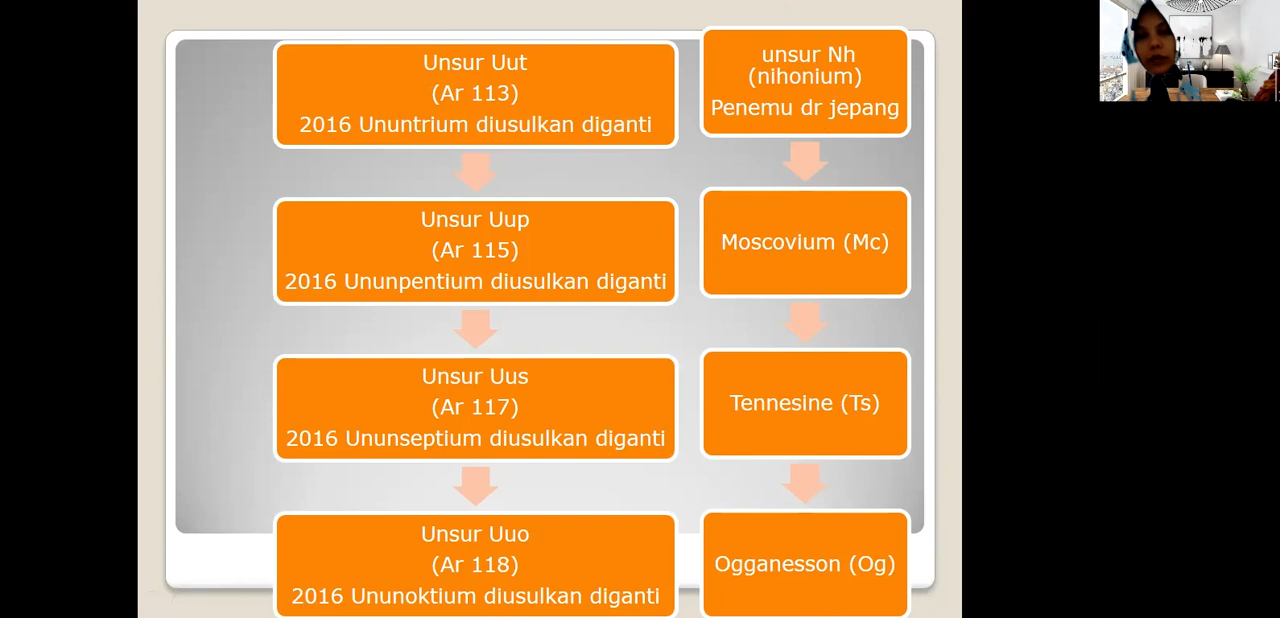 Unsur Uut
(Ar 113)
2016 Ununtrium diusulkan diganti
unsur Nh
(nihonium)
Penemu dr jepang
Unsur Uup
(Ar 115)
2016 Ununpentium diusulkan diganti
Moscovium (Mc)
Unsur Uus
(Ar 117)
2016 Ununseptium diusulkan diganti
Tennesine (Ts)
Unsur Uuo
(Ar 118)
2016 Ununoktium diusulkan diganti
Ogganesson (Og)